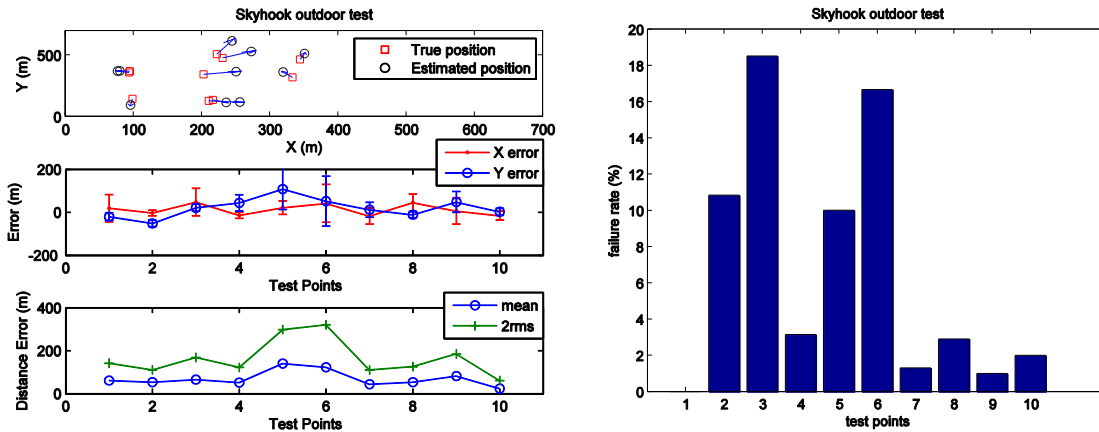 Skyhook outdoor test
Y (m)
500
0
True position
Estimated position
0 100 200 300 400 500 600 700
X (m)
X error
Y error
Error (m)
200
0
-200
0 2 4 6 8 10
Test Points
mean
2rms
Distance Error (m)
400
200
0
0 2 4 6 8 10
Test Points
Skyhook outdoor test
failure rate (%)
20
18
16
14
12
10
8
6
4
2
0
1 2 3 4 5 6 7 8 9 10
test points